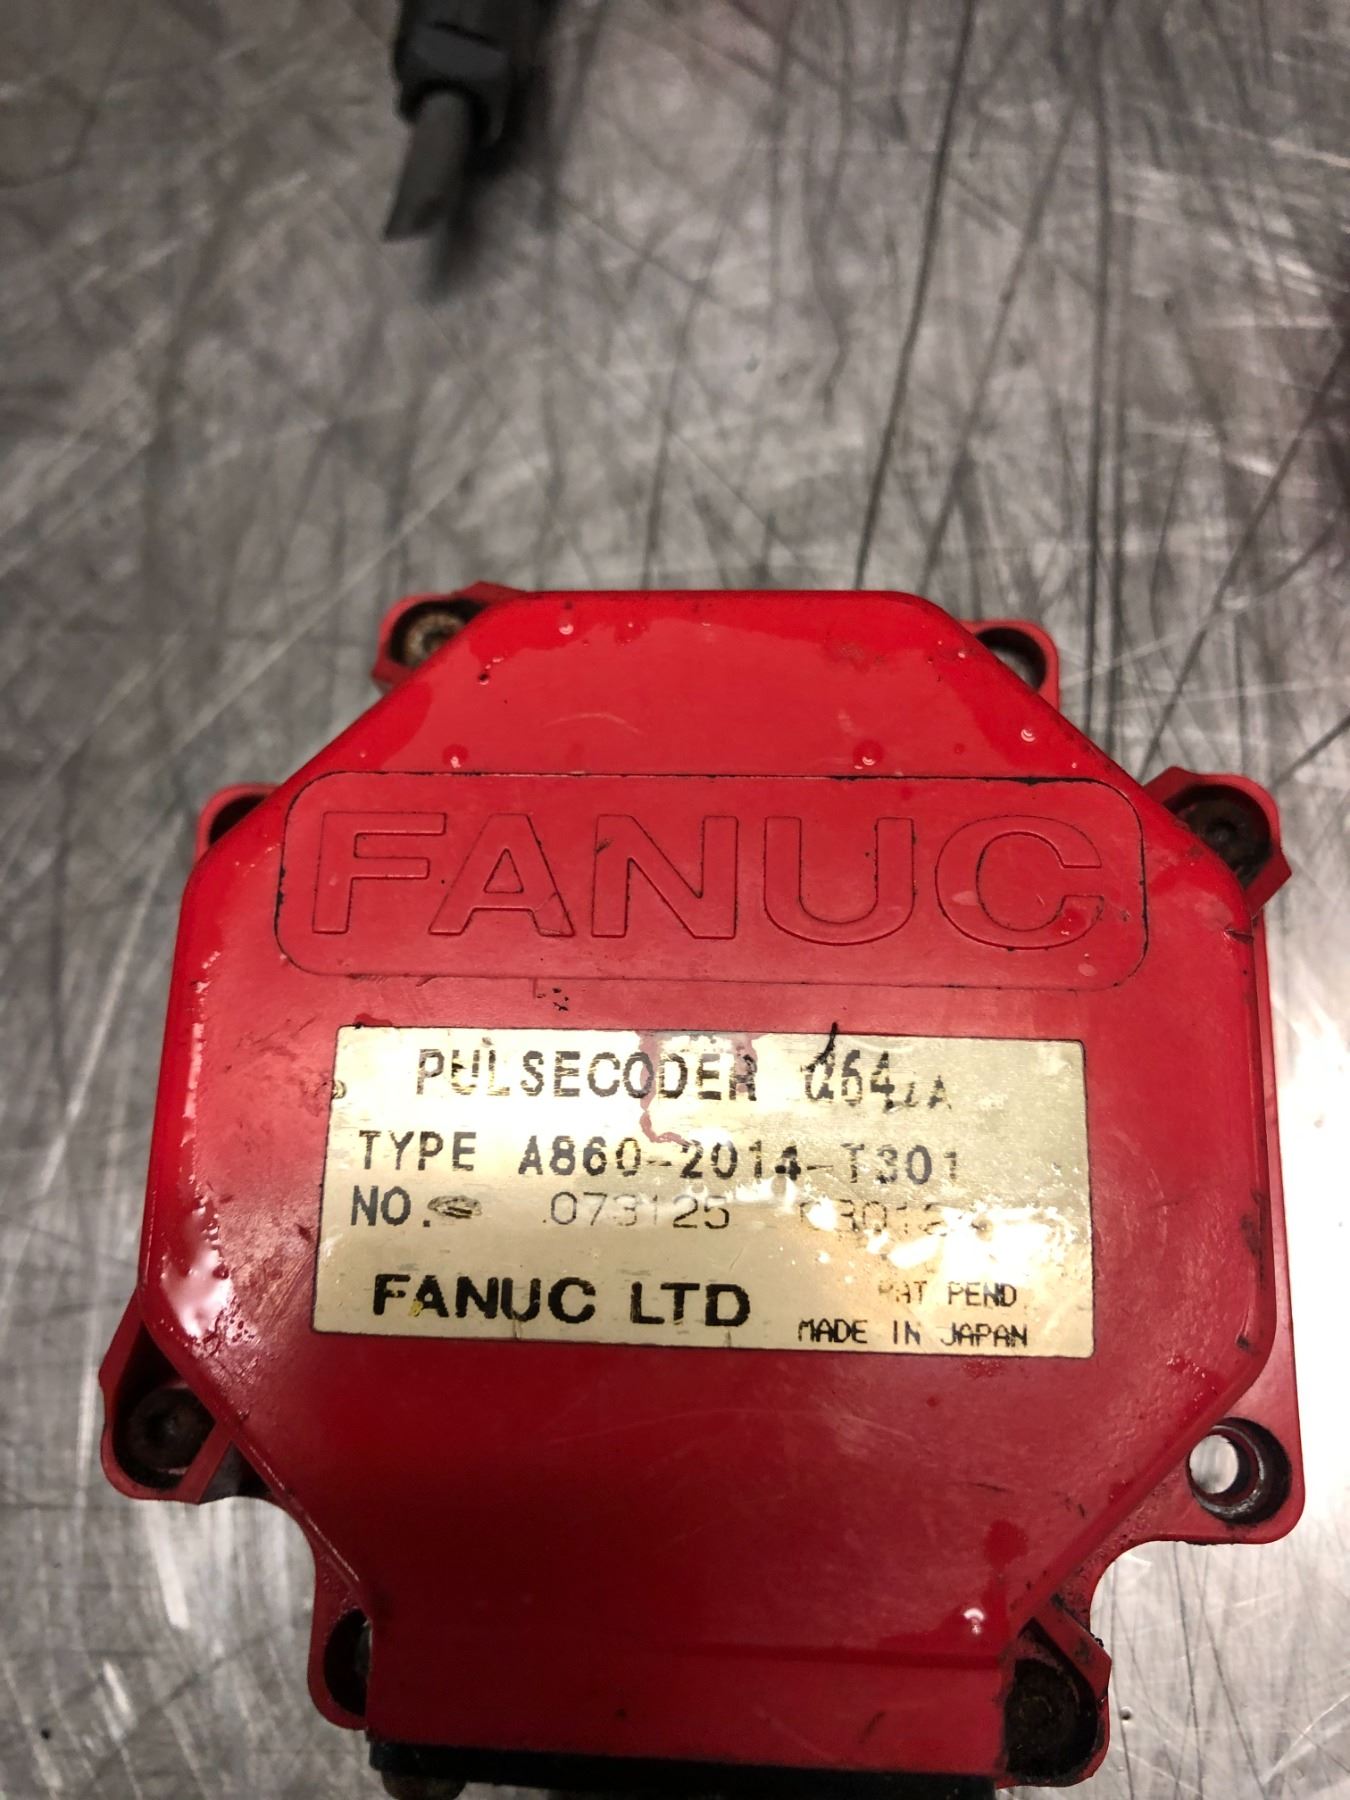 FANUC
PULSECODER
TYPE A860-2014-T301
NO. 073125
FANUC LTD
PAT PEND.
MADE IN JAPAN